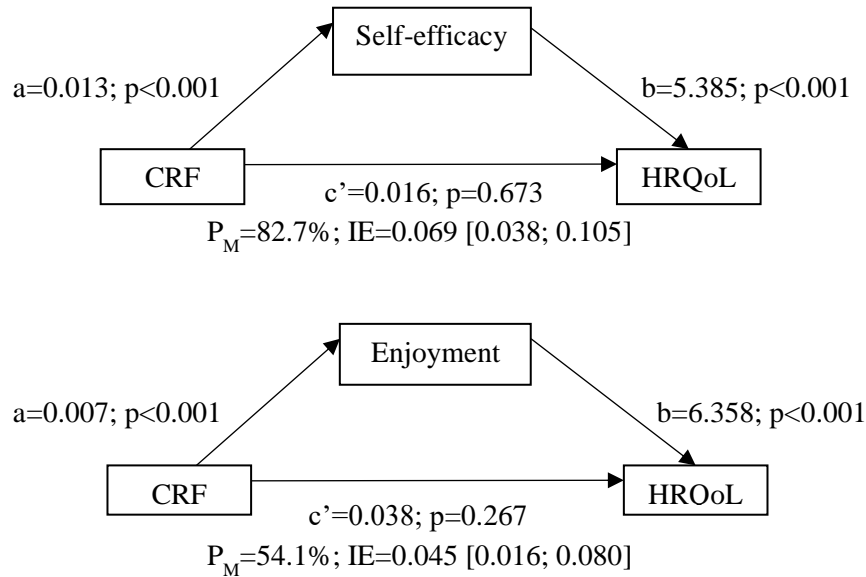 Self-efficacy
a=0.013; p<0.001
b=5.385; p<0.001
CRF
HRQoL
c’=0.016; p=0.673
PM=82.7%; IE=0.069 [0.038; 0.105]
Enjoyment
a=0.007; p<0.001
b=6.358; p<0.001
CRF
HROoL
c’=0.038; p=0.267
PM=54.1%; IE=0.045 [0.016; 0.080]